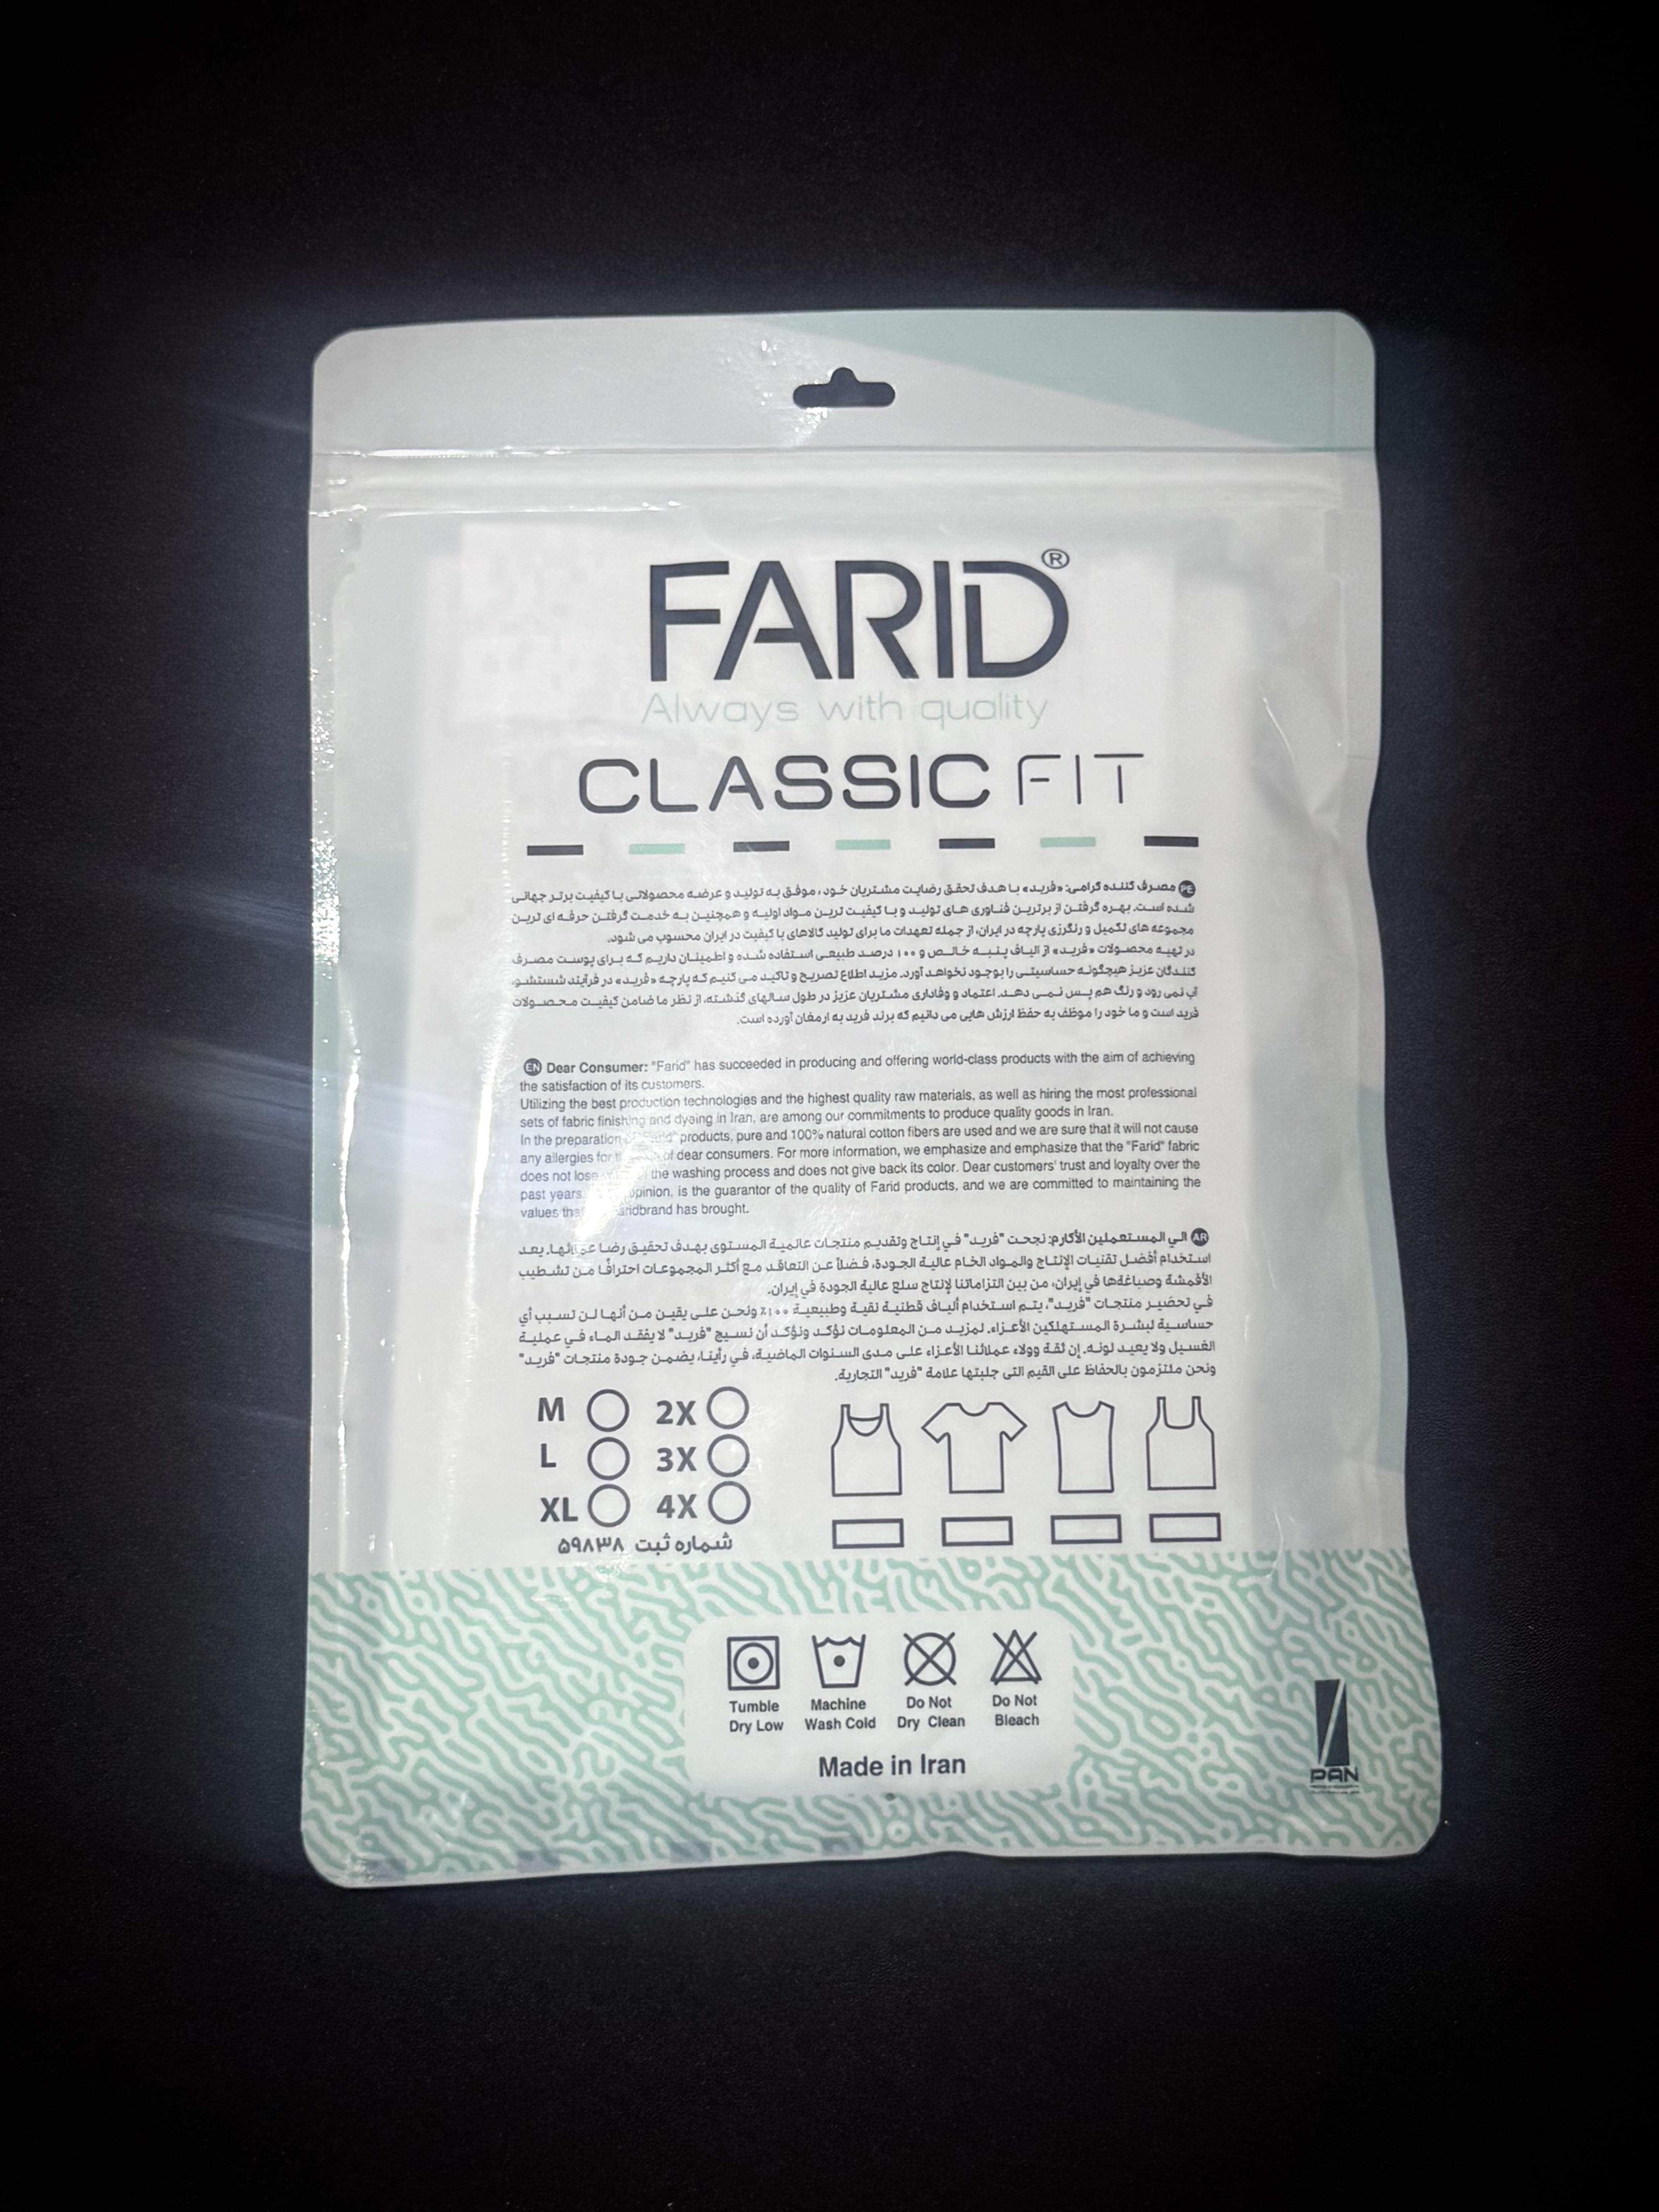 FARID®
Always with quality
CLASSIC FIT
PE مصرف کننده گرامی: «فرید» با هدف تحقق رضایت مشتریان خود، موفق به تولید و عرضه محصولاتی با کیفیت برتر جهانی
شده است. بهره گرفتن از برترین فناوری های تولید و با کیفیت ترین مواد اولیه و همچنین به خدمت گرفتن حرفه ای ترین
مجموعه های تکمیل و رنگرزی پارچه در ایران، از جمله تعهدات ما برای تولید کالاهای با کیفیت در ایران محسوب می شود.
در تهیه محصولات «فرید» از الیاف پنبه خالص و ۱۰۰ درصد طبیعی استفاده شده و اطمینان داریم که برای پوست مصرف
کنندگان عزیز هیچگونه حساسیتی را بوجود نخواهد آورد. مزید اطلاع تصریح و تاکید می کنیم که پارچه «فرید» در فرآیند شستشو،
آب نمی رود و رنگ هم پس نمی دهد. اعتماد و وفاداری مشتریان عزیز در طول سالهای گذشته، از نظر ما ضامن کیفیت محصولات
فرید است و ما خود را موظف به حفظ ارزش هایی می دانیم که برند فرید به ارمغان آورده است.
EN Dear Consumer: "Farid" has succeeded in producing and offering world-class products with the aim of achieving
the satisfaction of its customers.
Utilizing the best production technologies and the highest quality raw materials, as well as hiring the most professional
sets of fabric finishing and dyeing in Iran, are among our commitments to produce quality goods in Iran.
In the preparation "Farid" products, pure and 100% natural cotton fibers are used and we are sure that it will not cause
any allergies for of dear consumers. For more information, we emphasize and emphasize that the "Farid" fabric
does not lose the washing process and does not give back its color. Dear customers' trust and loyalty over the
past years, opinion, is the guarantor of the quality of Farid products, and we are committed to maintaining the
values has brought.
AR الي المستعملين الأكارم: نجحت "فريد" في إنتاج وتقديم منتجات عالمية المستوى بهدف تحقيق رضا عملائها. يعد
استخدام أفضل تقنيات الإنتاج والمواد الخام عالية الجودة، فضلاً عن التعاقد مع أكثر المجموعات احترافًا من تشطيب
الأقمشة وصباغةها في إيران، من بين التزاماتنا لإنتاج سلع عالية الجودة في إيران.
في تحضير منتجات "فريد"، يتم استخدام ألياف قطنية نقية وطبيعية ۱۰۰٪ ونحن على يقين من أنها لن تسبب أي
حساسية لبشرة المستهلكين الأعزاء. لمزيد من المعلومات نؤكد ونؤكد أن نسيج "فريد" لا يفقد الماء في عملية
الغسيل ولا يعيد لونه. إن ثقة وولاء عملائنا الأعزاء على مدى السنوات الماضية، في رأينا، يضمن جودة منتجات "فريد"
ونحن ملتزمون بالحفاظ على القيم التي جلبتها علامة "فريد" التجارية.
M 2X
L 3X
XL 4X
شماره ثبت ۵۹۸۳۸
Tumble Dry Low
Machine Wash Cold
Do Not Dry Clean
Do Not Bleach
Made in Iran
PAN